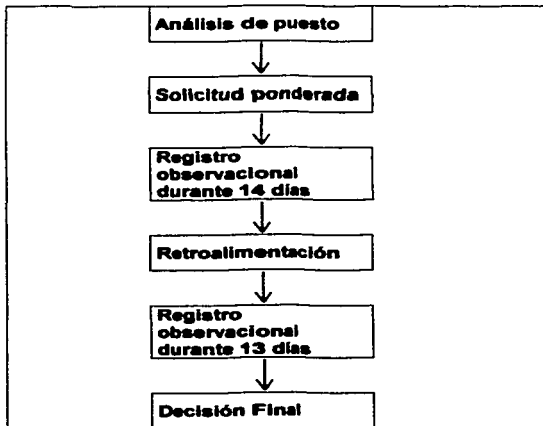 Análisis de puesto
Solicitud ponderada
Registro
observacional
durante 14 días
Retroalimentación
Registro
observacional
durante 13 días
Decisión Final